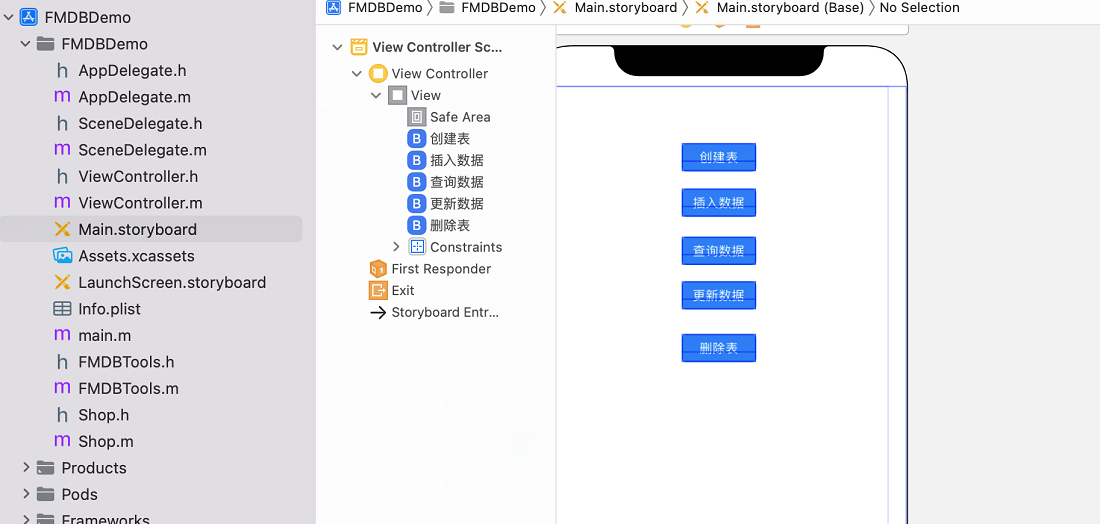 FMDBDemo
FMDBDemo
AppDelegate.h
AppDelegate.m
SceneDelegate.h
SceneDelegate.m
ViewController.h
ViewController.m
Main.storyboard
Assets.xcassets
LaunchScreen.storyboard
Info.plist
main.m
FMDBTools.h
FMDBTools.m
Shop.h
Shop.m
Products
Pods
Frameworks
FMDBDemo FMDBDemo Main.storyboard Main.storyboard (Base) No Selection
View Controller Sc...
View Controller
View
Safe Area
创建表
插入数据
查询数据
更新数据
删除表
Constraints
First Responder
Exit
Storyboard Entr...
创建表
插入数据
查询数据
更新数据
删除表